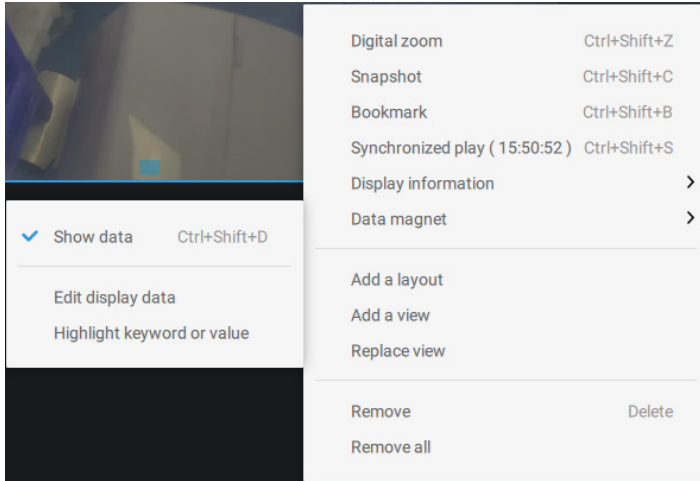 Digital zoom Ctrl+Shift+Z
Snapshot Ctrl+Shift+C
Bookmark Ctrl+Shift+B
Synchronized play ( 15:50:52 ) Ctrl+Shift+S
Display information
Data magnet
Show data Ctrl+Shift+D
Edit display data
Highlight keyword or value
Add a layout
Add a view
Replace view
Remove Delete
Remove all